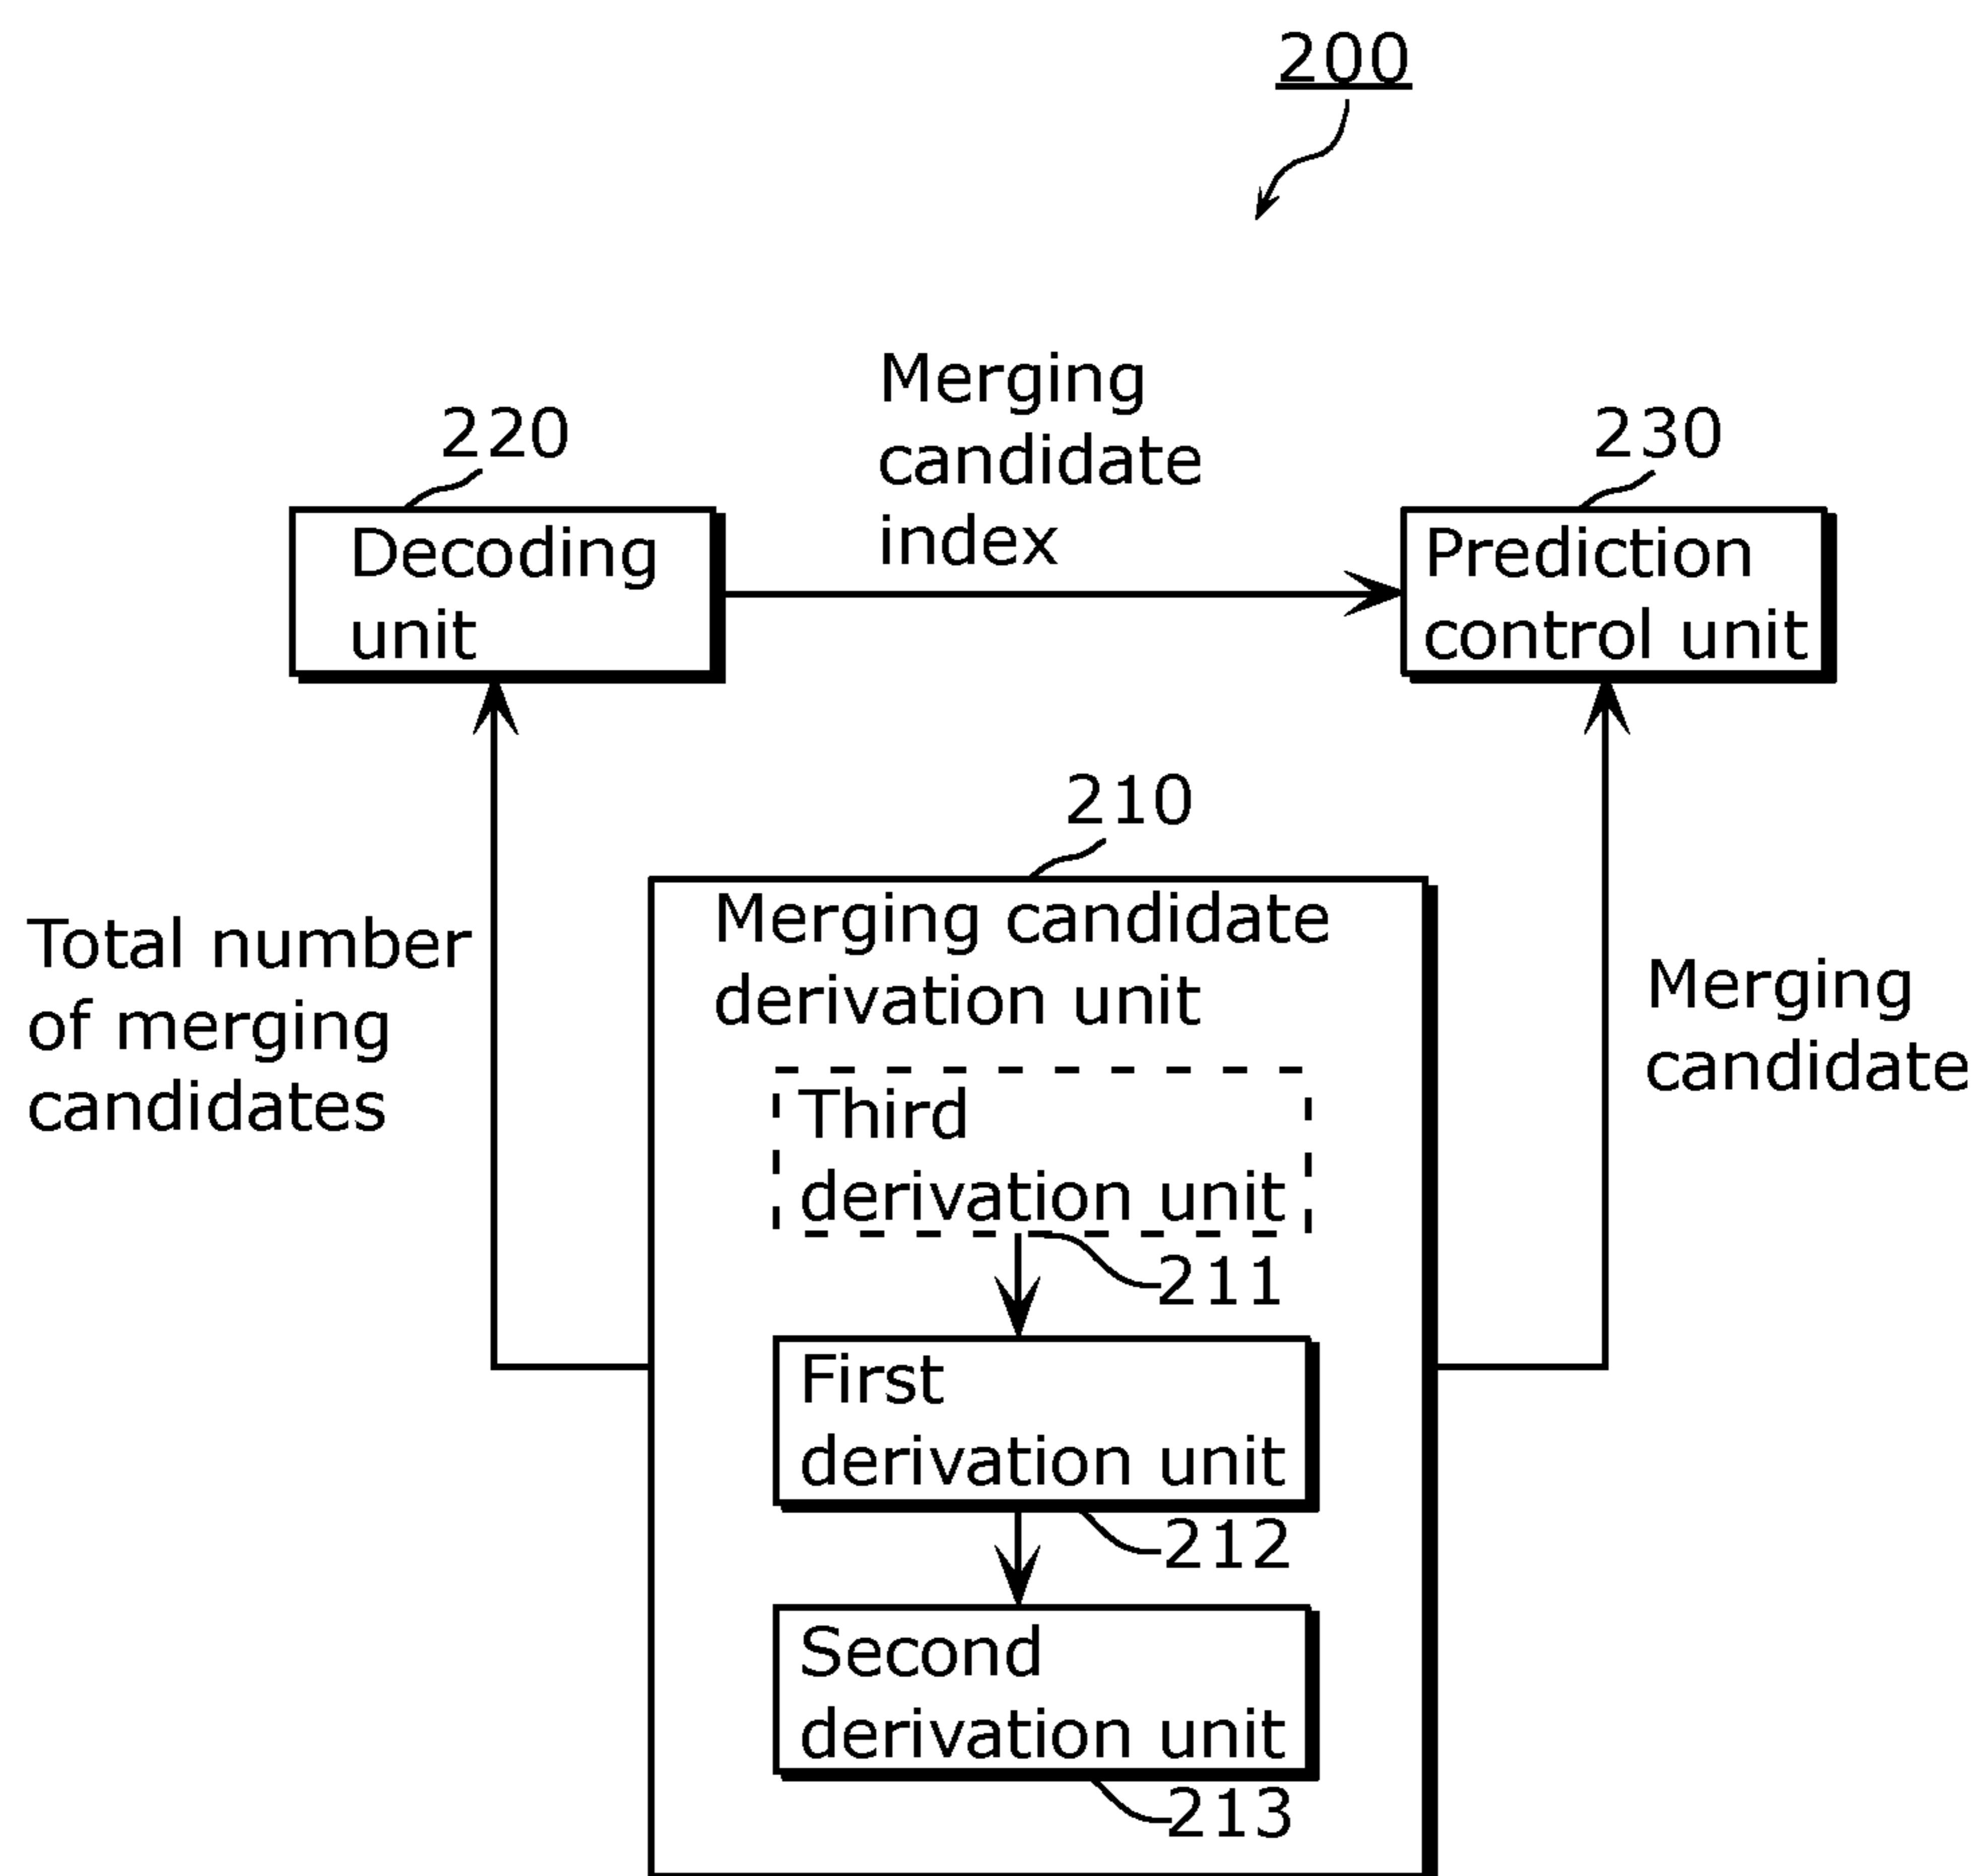 200
Merging
candidate
index
220
230
Decoding
unit
Prediction
control unit
210
Total number
of merging
candidates
Merging candidate
derivation unit
Merging
candidate
Third
derivation unit
211
First
derivation unit
212
Second
derivation unit
213